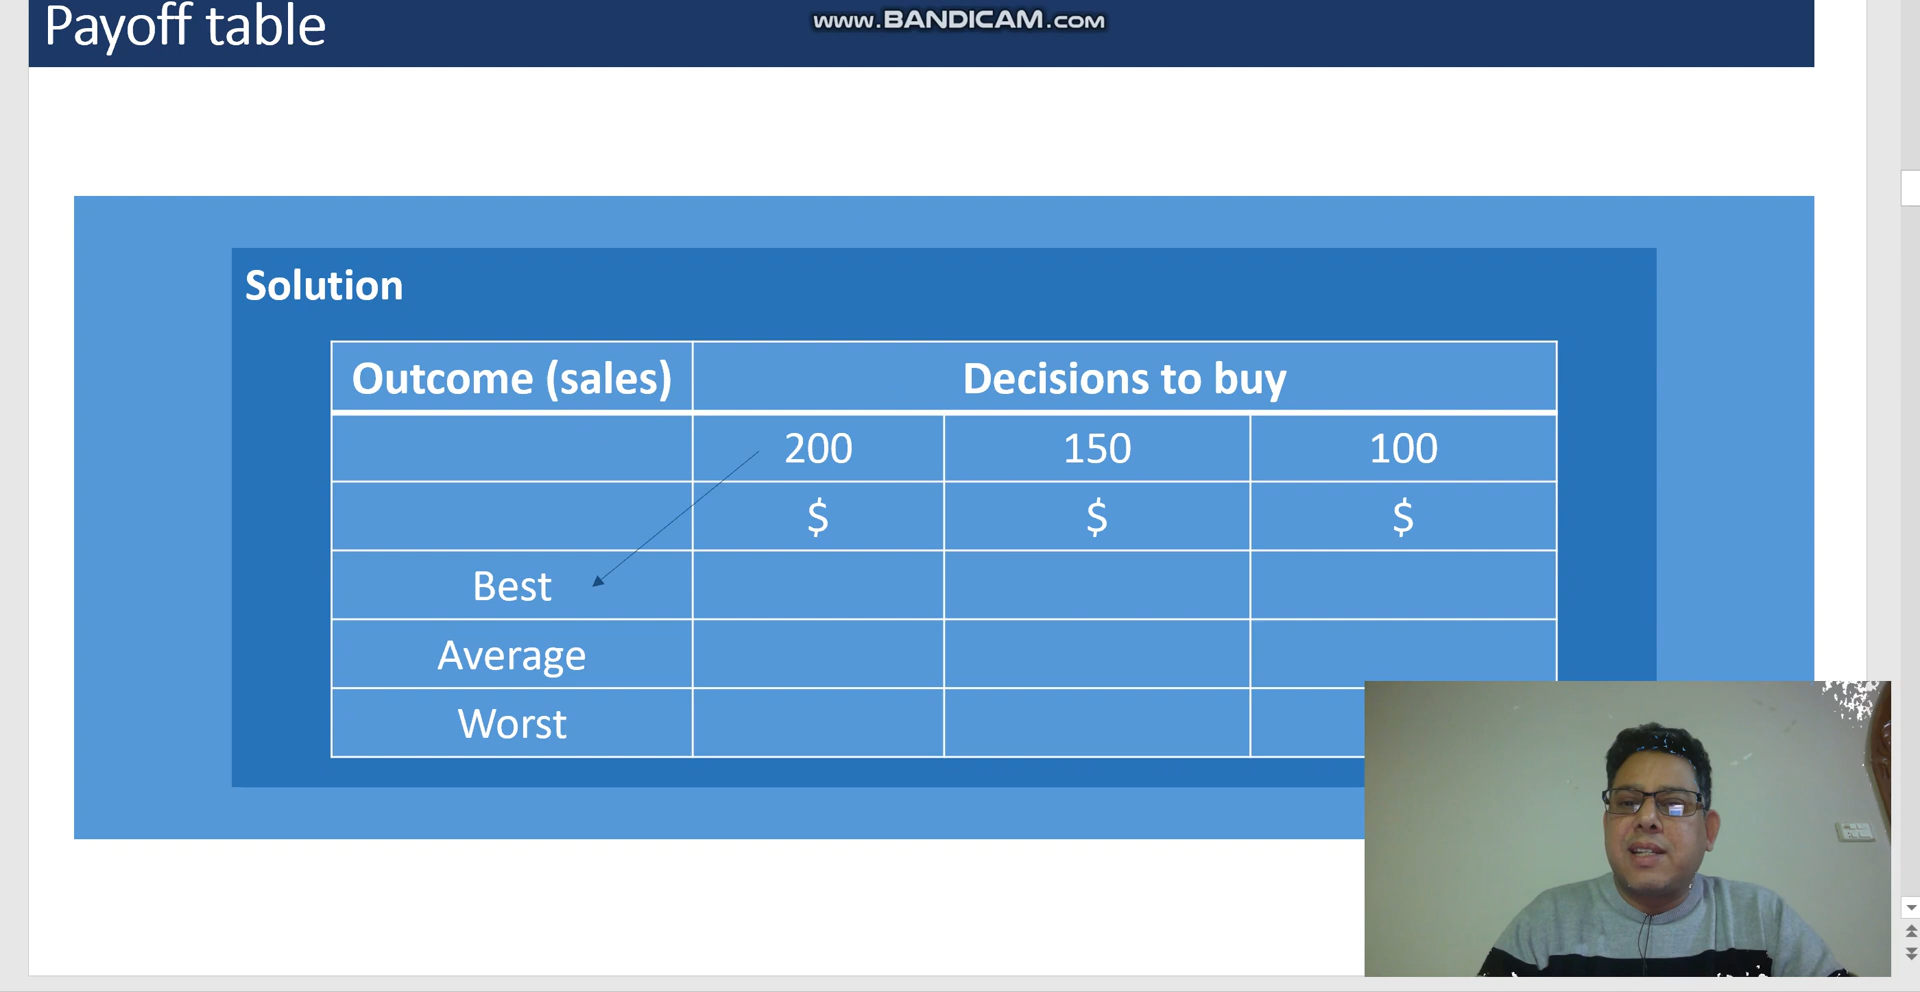 Payoff table
www.BANDICAM.com
Solution
Outcome (sales) Decisions to buy
200 150 100
$ $ $
Best
Average
Worst